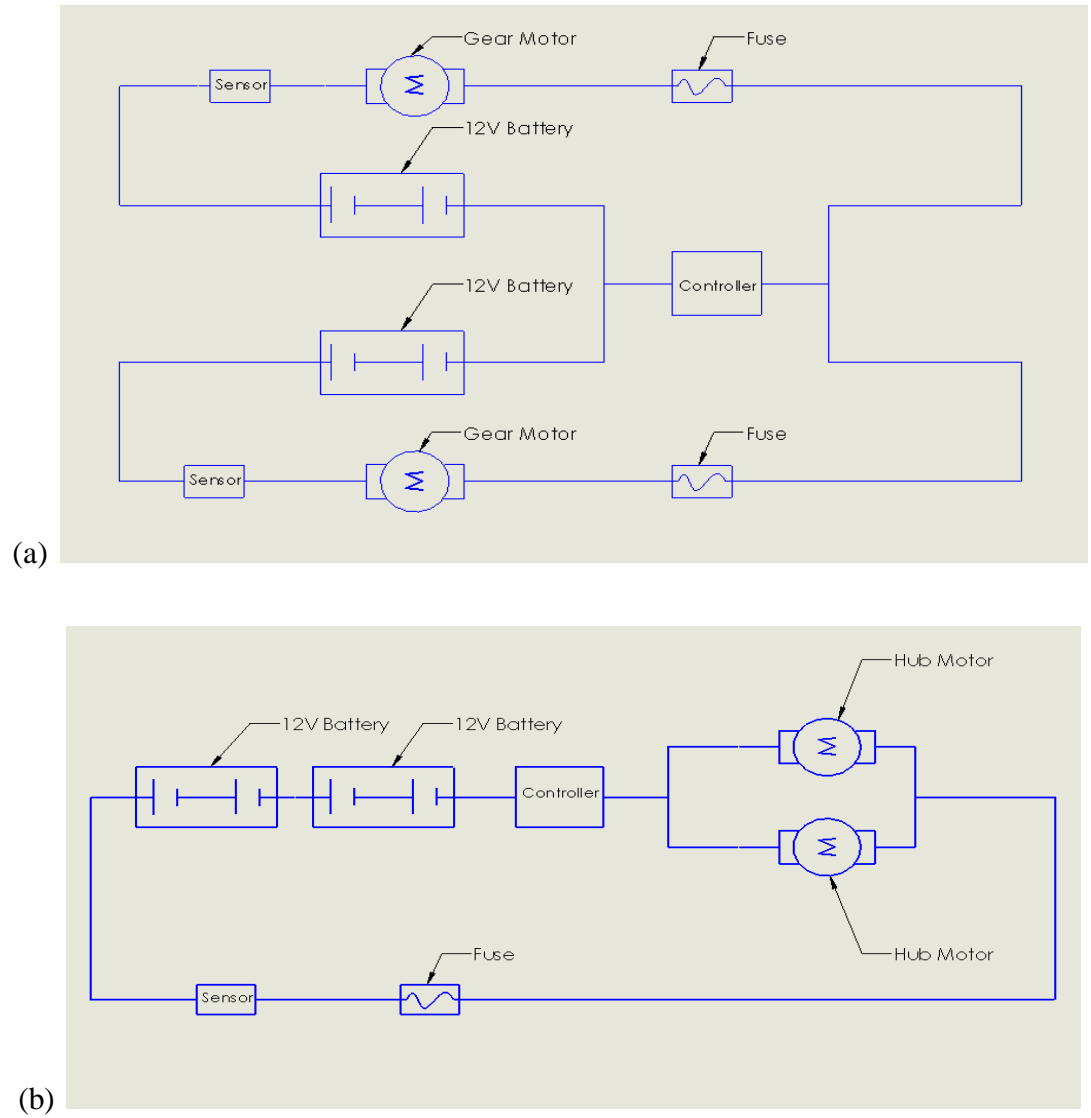 Gear Motor
Fuse
Sensor
M
12V Battery
12V Battery
Controller
Gear Motor
Fuse
Sensor
M
(a)
Hub Motor
12V Battery
12V Battery
M
Controller
M
Fuse
Hub Motor
Sensor
(b)